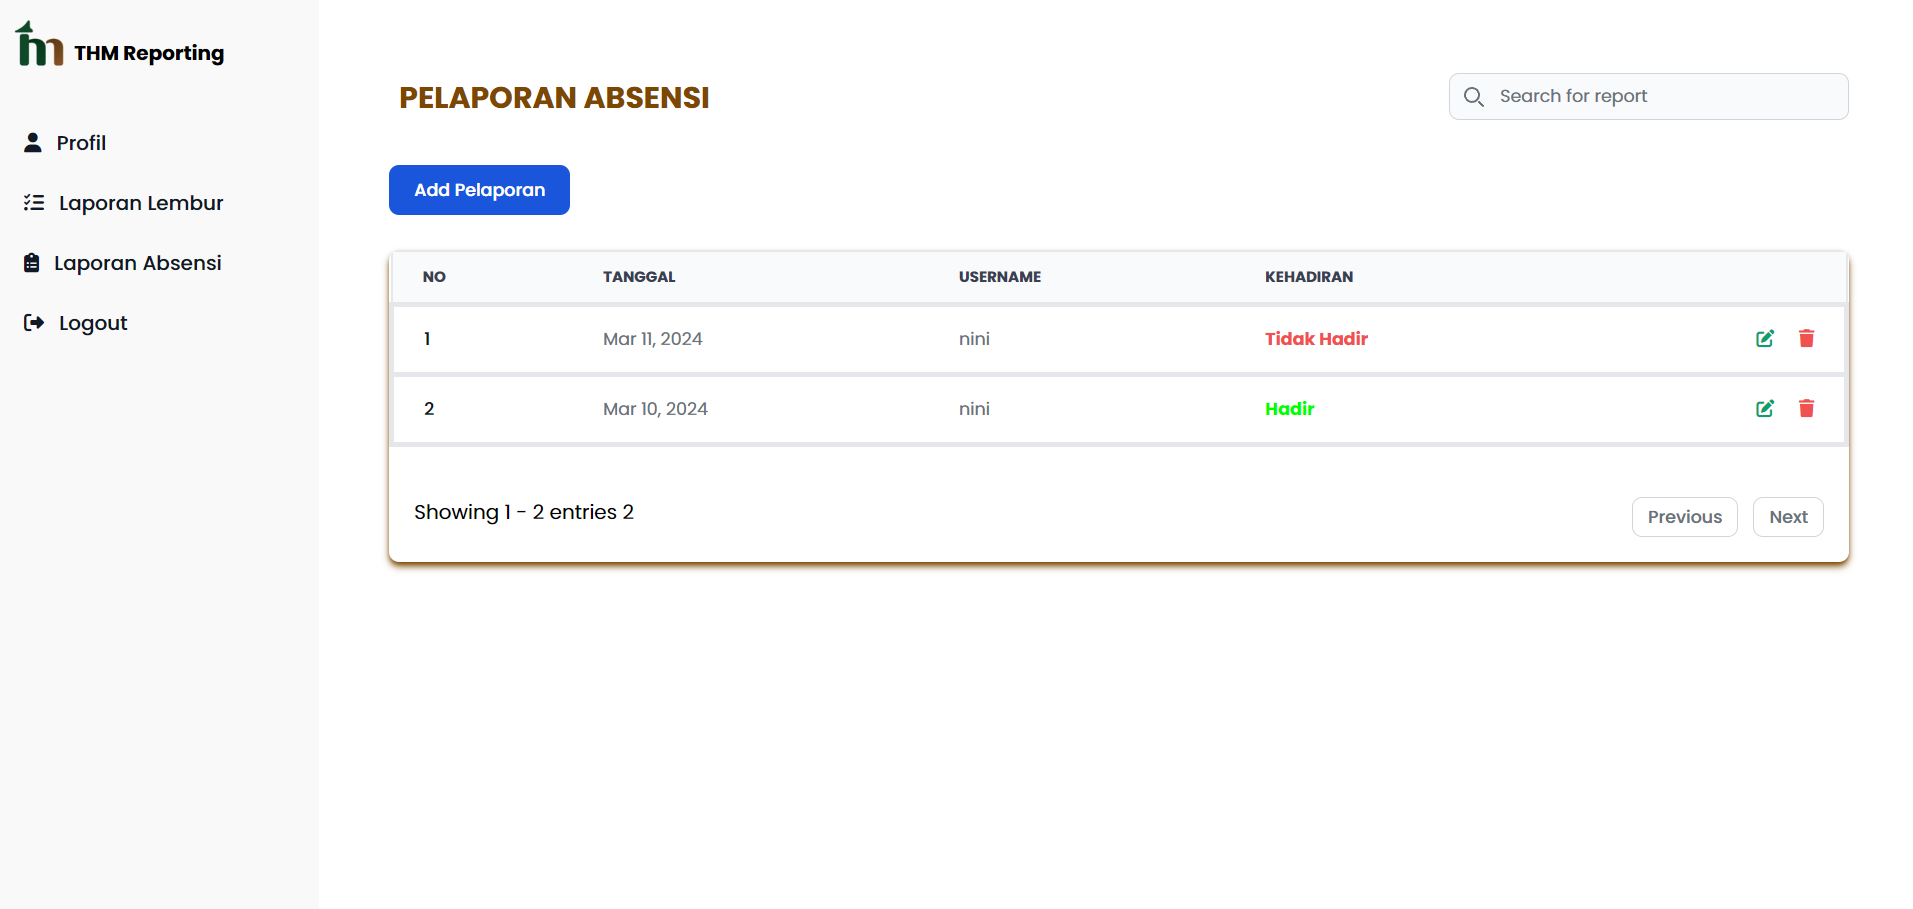 THM Reporting
Profil
Laporan Lembur
Laporan Absensi
Logout
PELAPORAN ABSENSI
Search for report
Add Pelaporan
NO TANGGAL USERNAME KEHADIRAN
1 Mar 11, 2024 nini Tidak Hadir
2 Mar 10, 2024 nini Hadir
Showing 1 - 2 entries 2
Previous Next